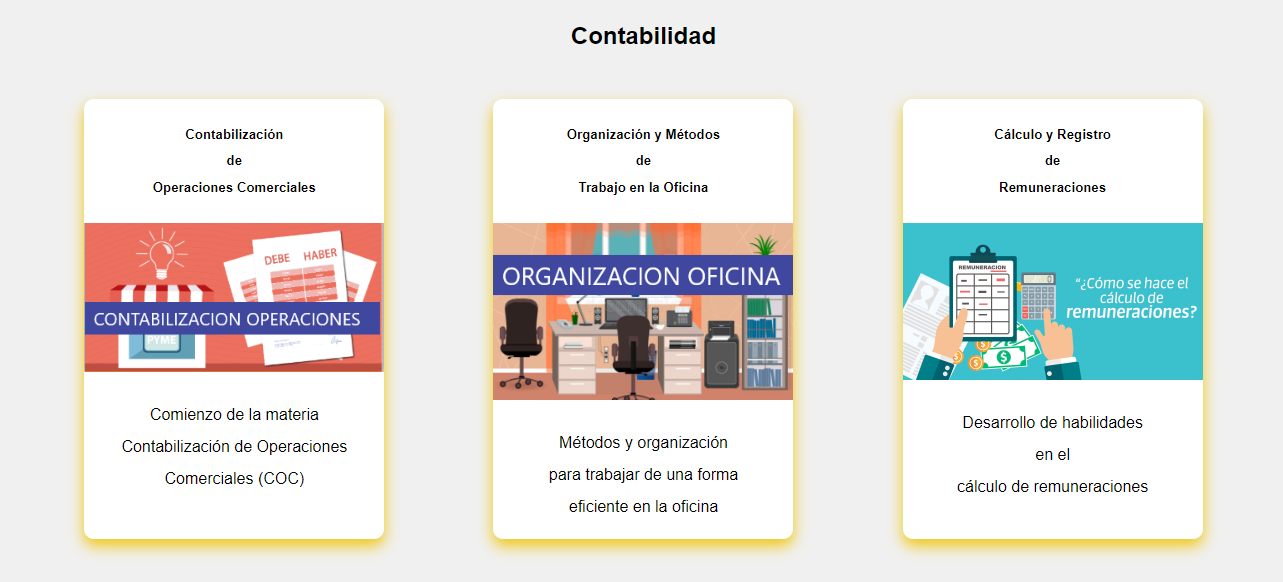 Contabilidad
Contabilización
de
Operaciones Comerciales
DEBE HABER
CONTABILIZACION OPERACIONES
PYME
Comienzo de la materia
Contabilización de Operaciones
Comerciales (COC)
Organización y Métodos
de
Trabajo en la Oficina
ORGANIZACION OFICINA
Métodos y organización
para trabajar de una forma
eficiente en la oficina
Cálculo y Registro
de
Remuneraciones
REMUNERACION
“¿Cómo se hace el
cálculo de
remuneraciones?
Desarrollo de habilidades
en el
cálculo de remuneraciones